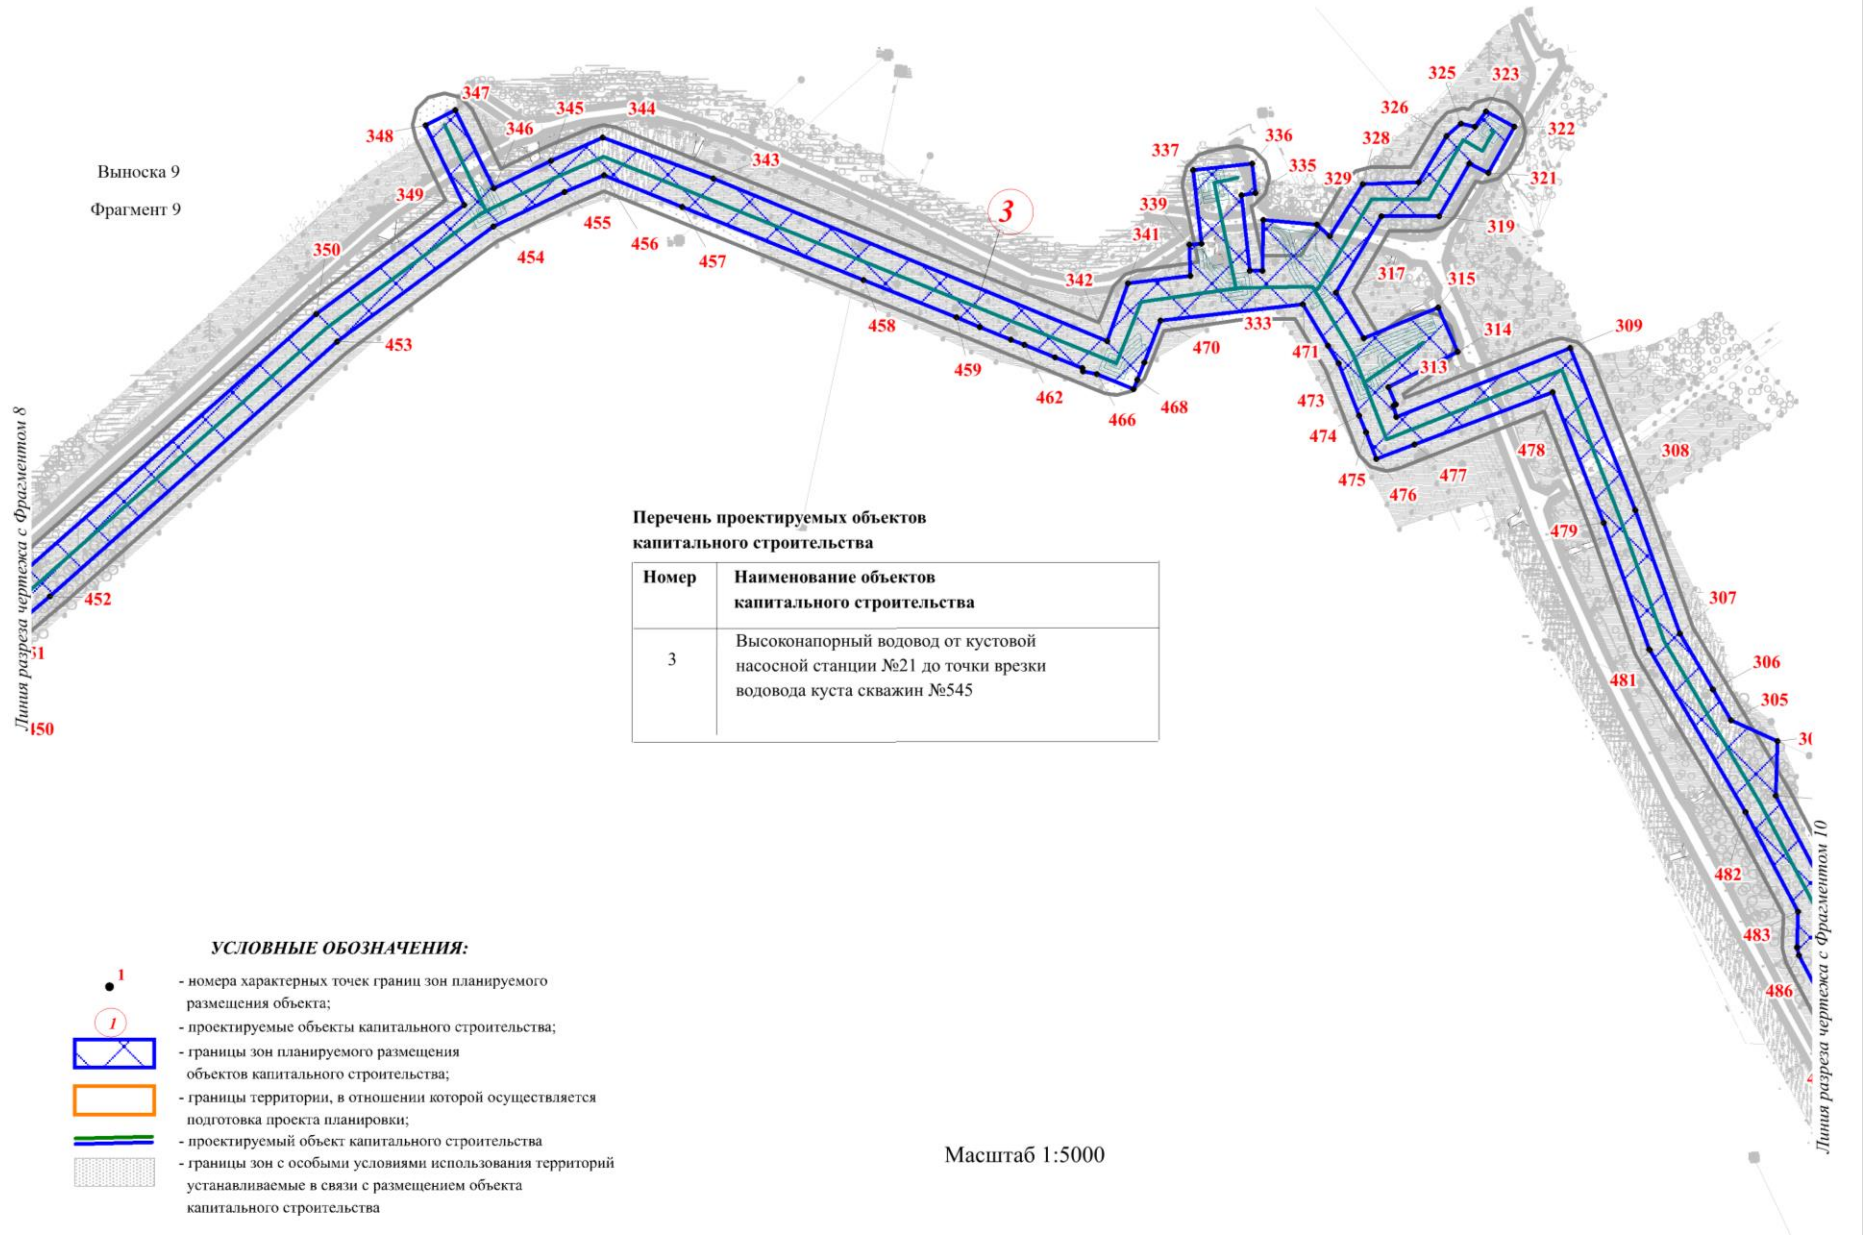 325
323
347
345
344
326
322
346
348
328
336
337
343
335
Выноска 9
321
329
349
3
339
Фрагмент 9
455
319
341
350
456
454
457
317
315
342
453
458
333
470
471
314
309
459
313
462
473
468
466
474
478
308
477
475
476
Линия разреза чертежа с Фрагментом 8
Перечень проектируемых объектов
капитального строительства
479
Номер
Наименование объектов
капитального строительства
452
307
3
Высоконапорный водовод от кустовой
насосной станции №21 до точки врезки
водовода куста скважин №545
306
481
305
482
483
486
Линия разреза чертежа с Фрагментом 10
УСЛОВНЫЕ ОБОЗНАЧЕНИЯ:
1
- номера характерных точек границ зон планируемого
размещения объекта;
1
- проектируемые объекты капитального строительства;
- границы зон планируемого размещения
объектов капитального строительства;
- границы территории, в отношении которой осуществляется
подготовка проекта планировки;
- проектируемый объект капитального строительства
- границы зон с особыми условиями использования территорий
устанавливаемые в связи с размещением объекта
капитального строительства
Масштаб 1:5000